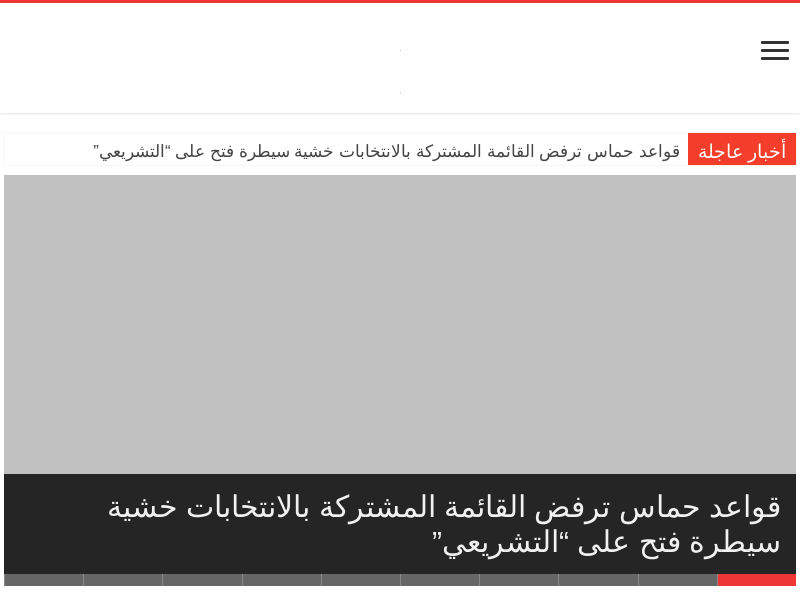 أخبار عاجلة
قواعد حماس ترفض القائمة المشتركة بالانتخابات خشية سيطرة فتح على “التشريعي”
قواعد حماس ترفض القائمة المشتركة بالانتخابات خشية
سيطرة فتح على “التشريعي”